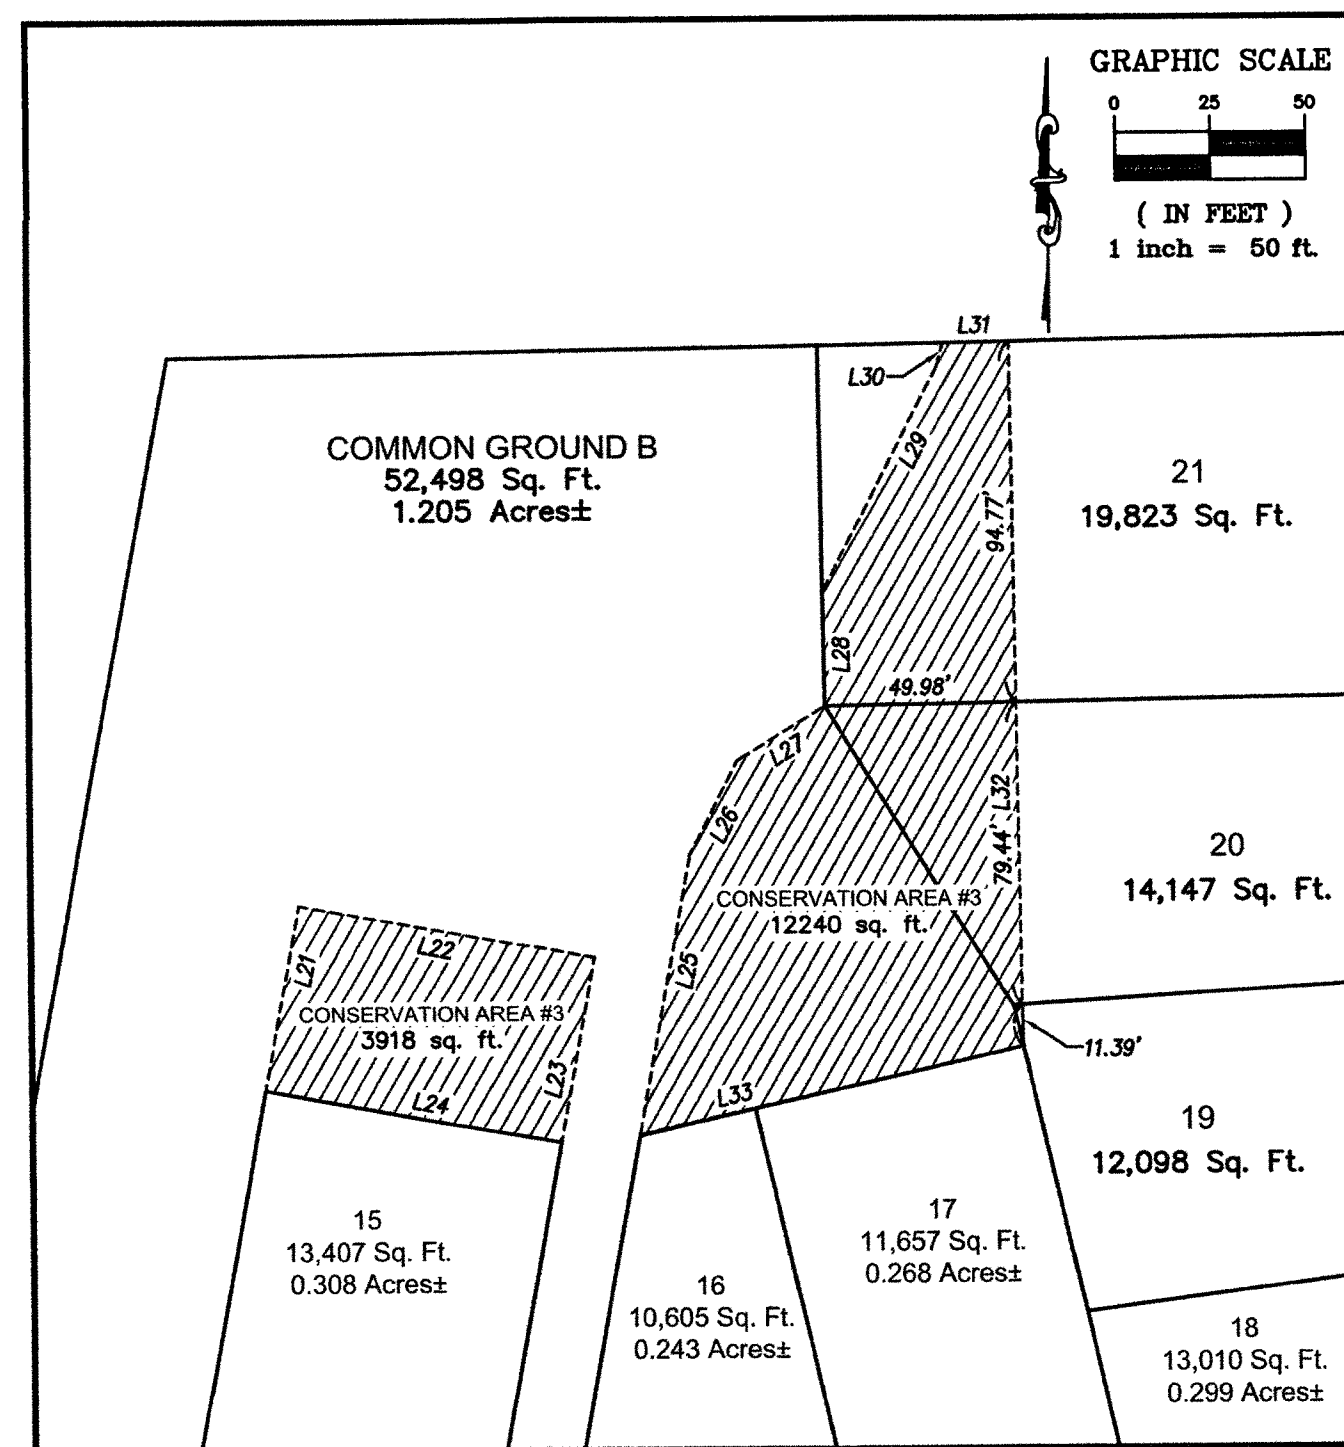 GRAPHIC SCALE
0 25 50
( IN FEET )
1 inch = 50 ft.
L31
L30
L29
COMMON GROUND B
52,498 Sq. Ft.
1.205 Acres±
94.77'
21
19,823 Sq. Ft.
L28
49.98'
L27
L26
79.44' L32
20
14,147 Sq. Ft.
CONSERVATION AREA #3
12240 sq. ft.
L25
L22
L21
CONSERVATION AREA #3
3918 sq. ft.
11.39'
L23
L24
L33
19
12,098 Sq. Ft.
15
13,407 Sq. Ft.
0.308 Acres±
17
11,657 Sq. Ft.
0.268 Acres±
16
10,605 Sq. Ft.
0.243 Acres±
18
13,010 Sq. Ft.
0.299 Acres±